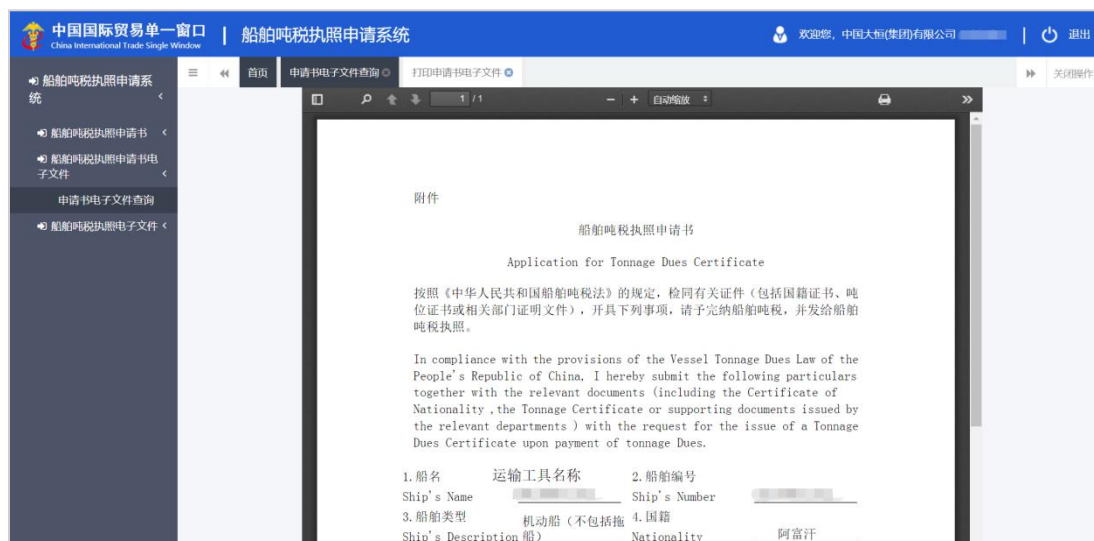 中国国际贸易单一窗口
China International Trade Single Window
船舶吨税执照申请系统
欢迎您，中国大恒(集团)有限公司
退出
船舶吨税执照申请系
统
船舶吨税执照申请书
船舶吨税执照申请书电
子文件
申请书电子文件查询
船舶吨税执照电子文件
首页
申请书电子文件查询
打印申请书电子文件
关闭操作
1 / 1
自动缩放
附件
船舶吨税执照申请书
Application for Tonnage Dues Certificate
按照《中华人民共和国船舶吨税法》的规定，检同有关证件（包括国籍证书、吨
位证书或相关部门证明文件），开具下列事项，请予完纳船舶吨税，并发给船舶
吨税执照。
In compliance with the provisions of the Vessel Tonnage Dues Law of the
People's Republic of China, I hereby submit the following particulars
together with the relevant documents (including the Certificate of
Nationality ,the Tonnage Certificate or supporting documents issued by
the relevant departments ) with the request for the issue of a Tonnage
Dues Certificate upon payment of tonnage Dues.
1.船名 运输工具名称 2.船舶编号
Ship's Name Ship's Number
3.船舶类型 机动船（不包括拖 4.国籍
Ship's Description 船） Nationality 阿富汗